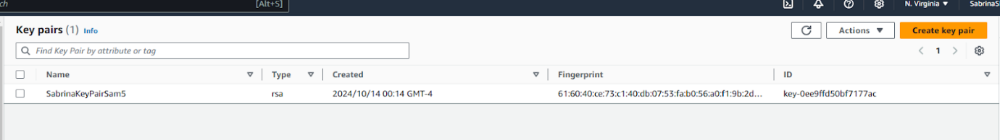 ch [Alt+S] N. Virginia ▼ SabrinaS
Key pairs (1) Info Actions ▼ Create key pair
Find Key Pair by attribute or tag 1
Name Type Created Fingerprint ID
SabrinaKeyPairSam5 rsa 2024/10/14 00:14 GMT-4 61:60:40:ce:73:c1:40:db:07:53:fa:b0:56:a0:f1:9b:2d... key-0ee9ffd50bf7177ac